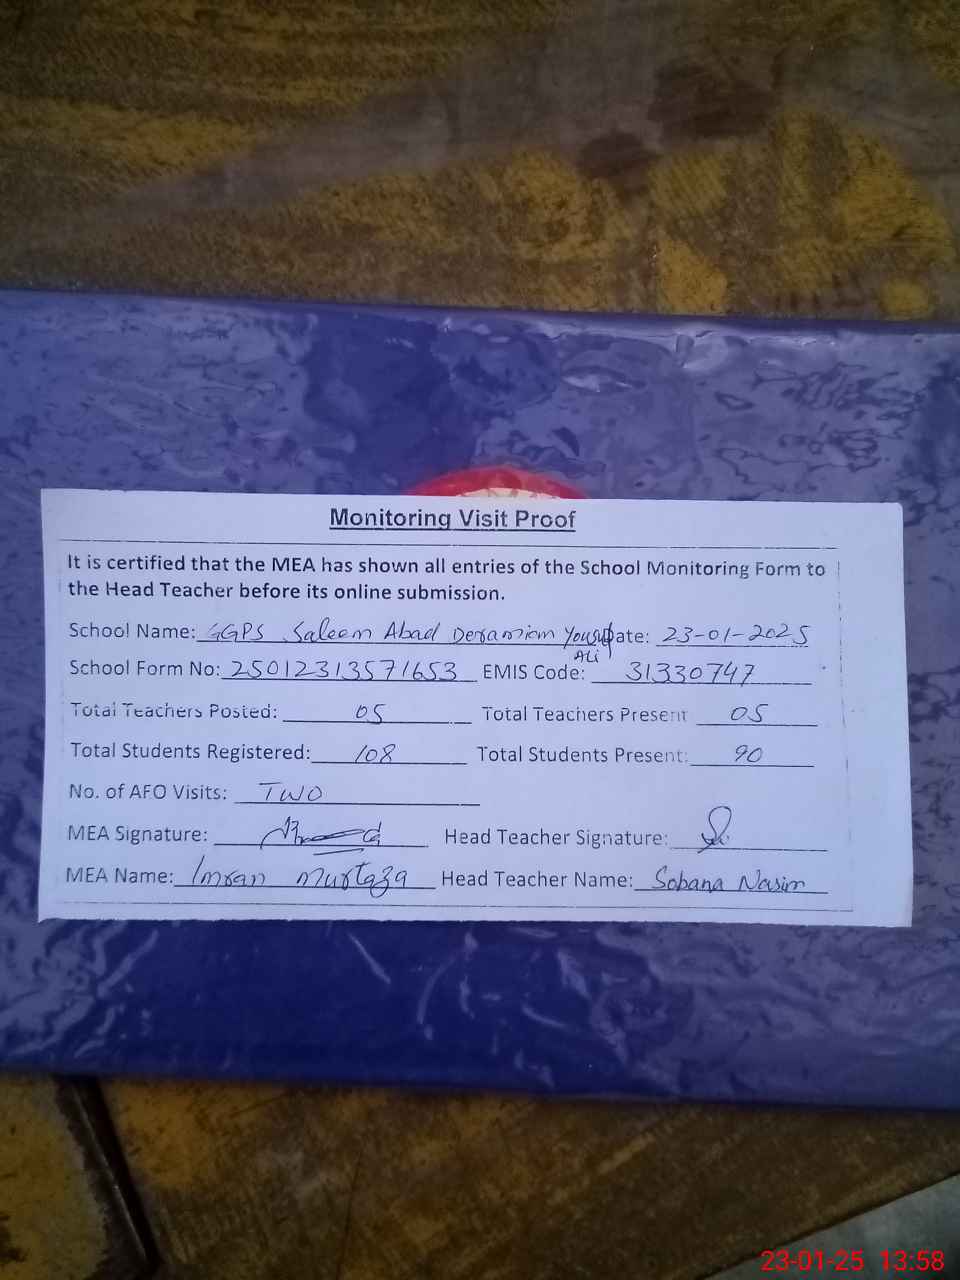 Monitoring Visit Proof
It is certified that the MEA has shown all entries of the School Monitoring Form to
the Head Teacher before its online submission.
School Name: GGPS Saleem Abad Yousuf Ali Date: 23-01-2025
School Form No: 25012313571653 EMIS Code: 31330747
Total Teachers Posted: 05 Total Teachers Present 05
Total Students Registered: 108 Total Students Present: 90
No. of AEO Visits: TWO
MEA Signature: Head Teacher Signature:
MEA Name: Imran Murtaza Head Teacher Name: Sobana Nasim
23-01-25 13:58